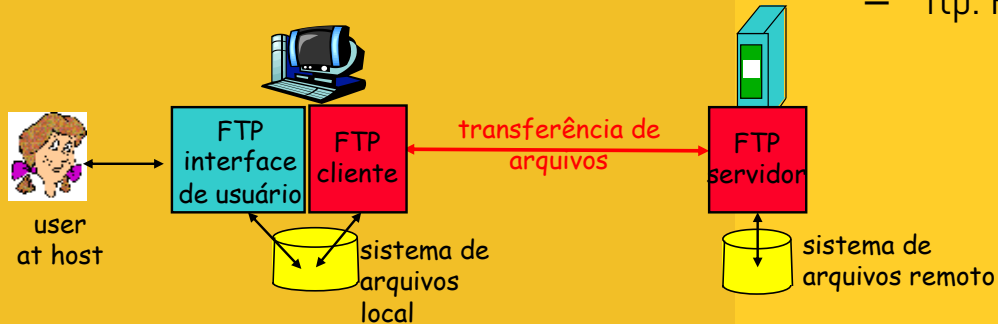 – ftp:
FTP
interface
de usuário
FTP
cliente
transferência de
arquivos
FTP
servidor
user
at host
sistema de
arquivos
local
sistema de
arquivos remoto